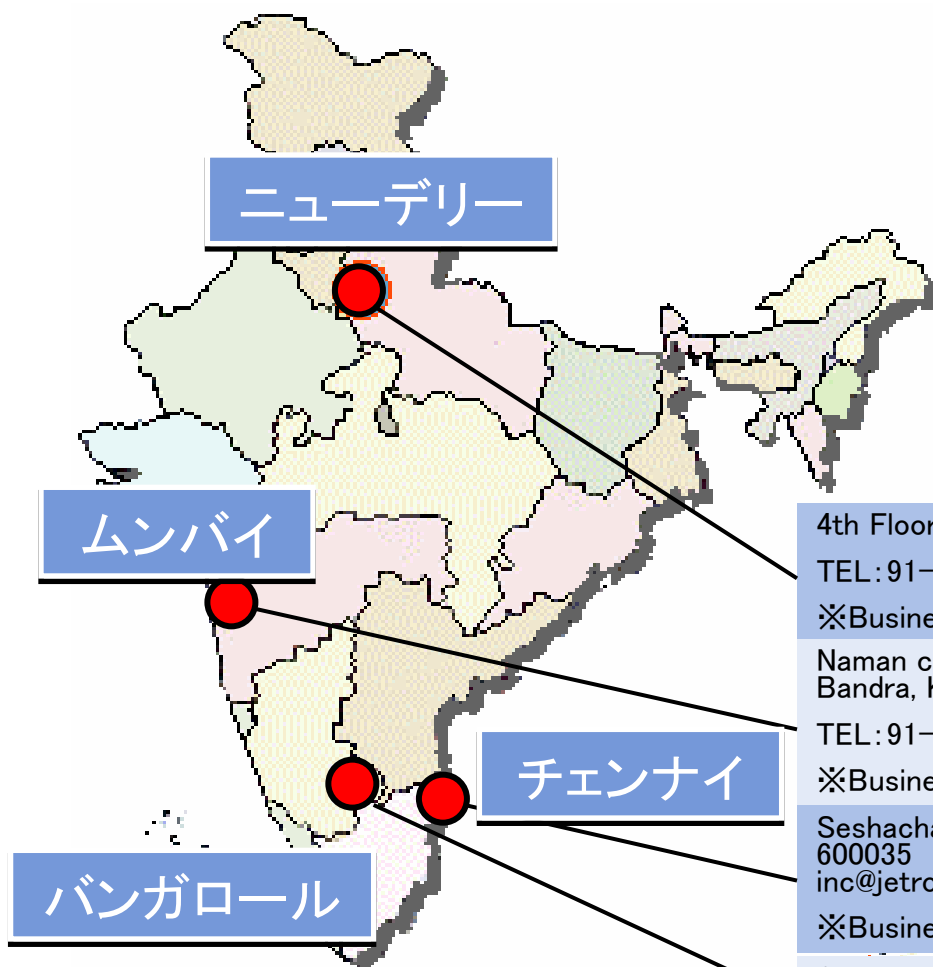 ニューデリー
ムンバイ
チェンナイ
バンガロール
4th Floor
TEL:91-
※Busine
Naman c
Bandra,
TEL:91-
※Busine
Seshacha
600035
inc@jetro
※Busine